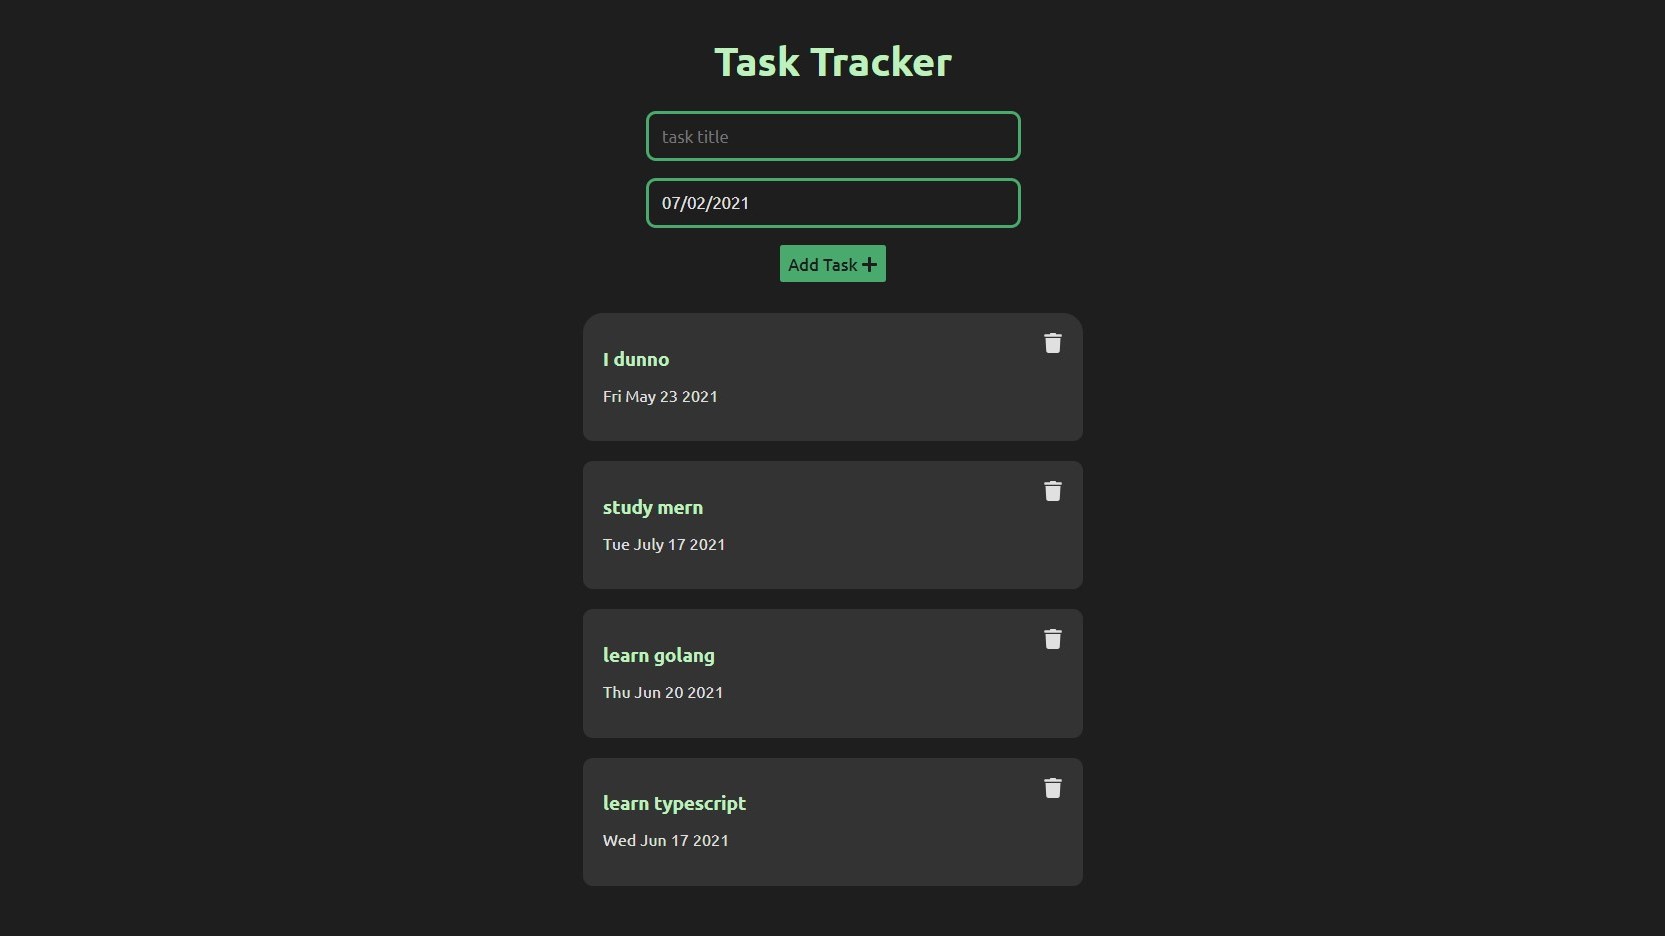 Task Tracker
task title
07/02/2021
Add Task
I dunno
Fri May 23 2021
study mern
Tue July 17 2021
learn golang
Thu Jun 20 2021
learn typescript
Wed Jun 17 2021